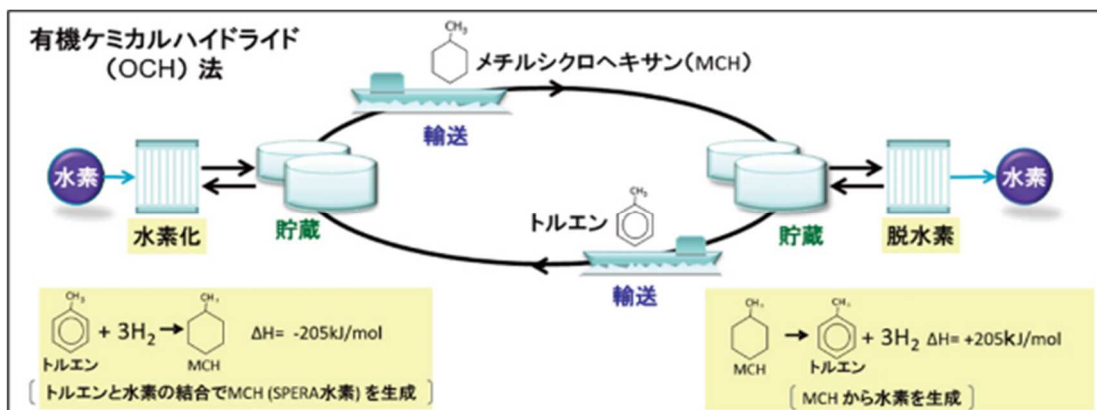 有機ケミカルハイドライド
（OCH）法
CH₃
メチルシクロヘキサン（MCH）
輸送
水素
水素化
貯蔵
CH₃
トルエン
輸送
貯蔵
脱水素
水素
CH₃
+ 3H₂ → ΔH= -205kJ/mol
トルエン
MCH
[ トルエンと水素の結合でMCH (SPERA水素) を生成 ]
→ + 3H₂ ΔH= +205kJ/mol
MCH
トルエン
[ MCH から水素を生成 ]